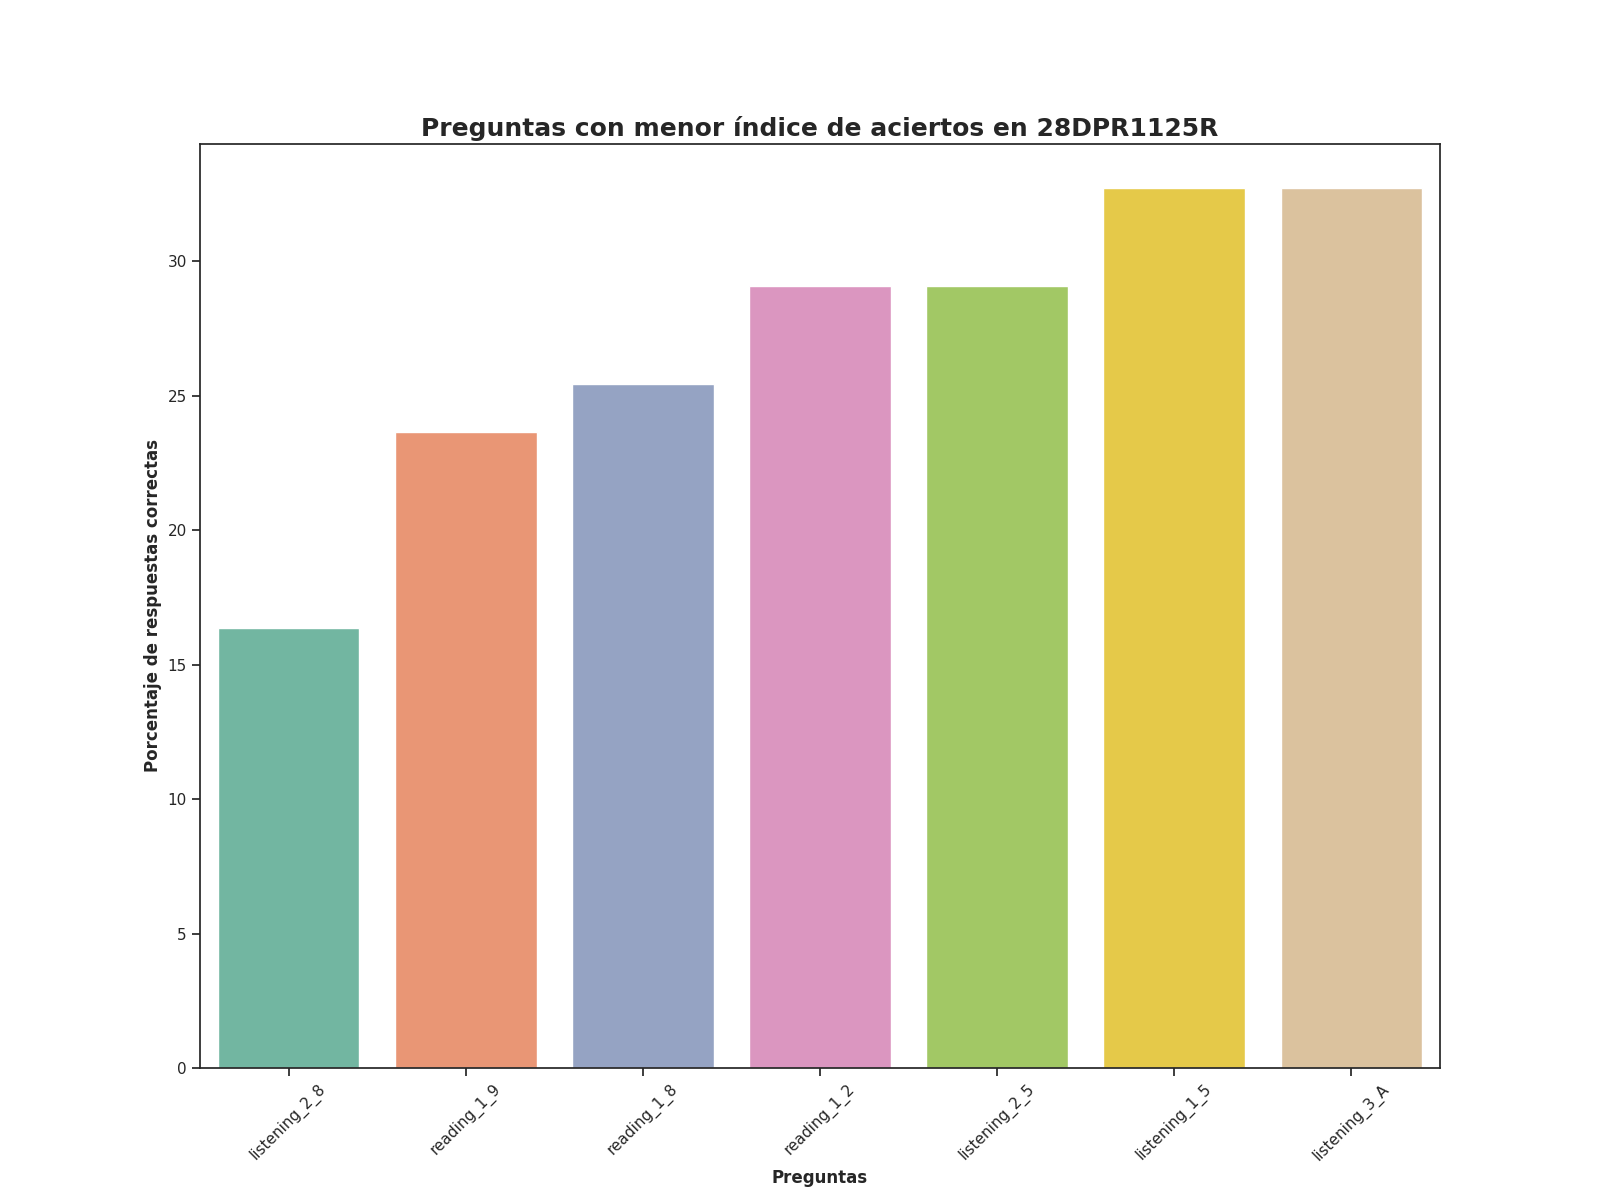 Preguntas con menor índice de aciertos en 28DPR1125R
Porcentaje de respuestas correctas
30
25
20
15
10
5
0
listening_2_8
reading_1_9
reading_1_8
reading_1_2
listening_2_5
listening_1_5
listening_3_A
Preguntas